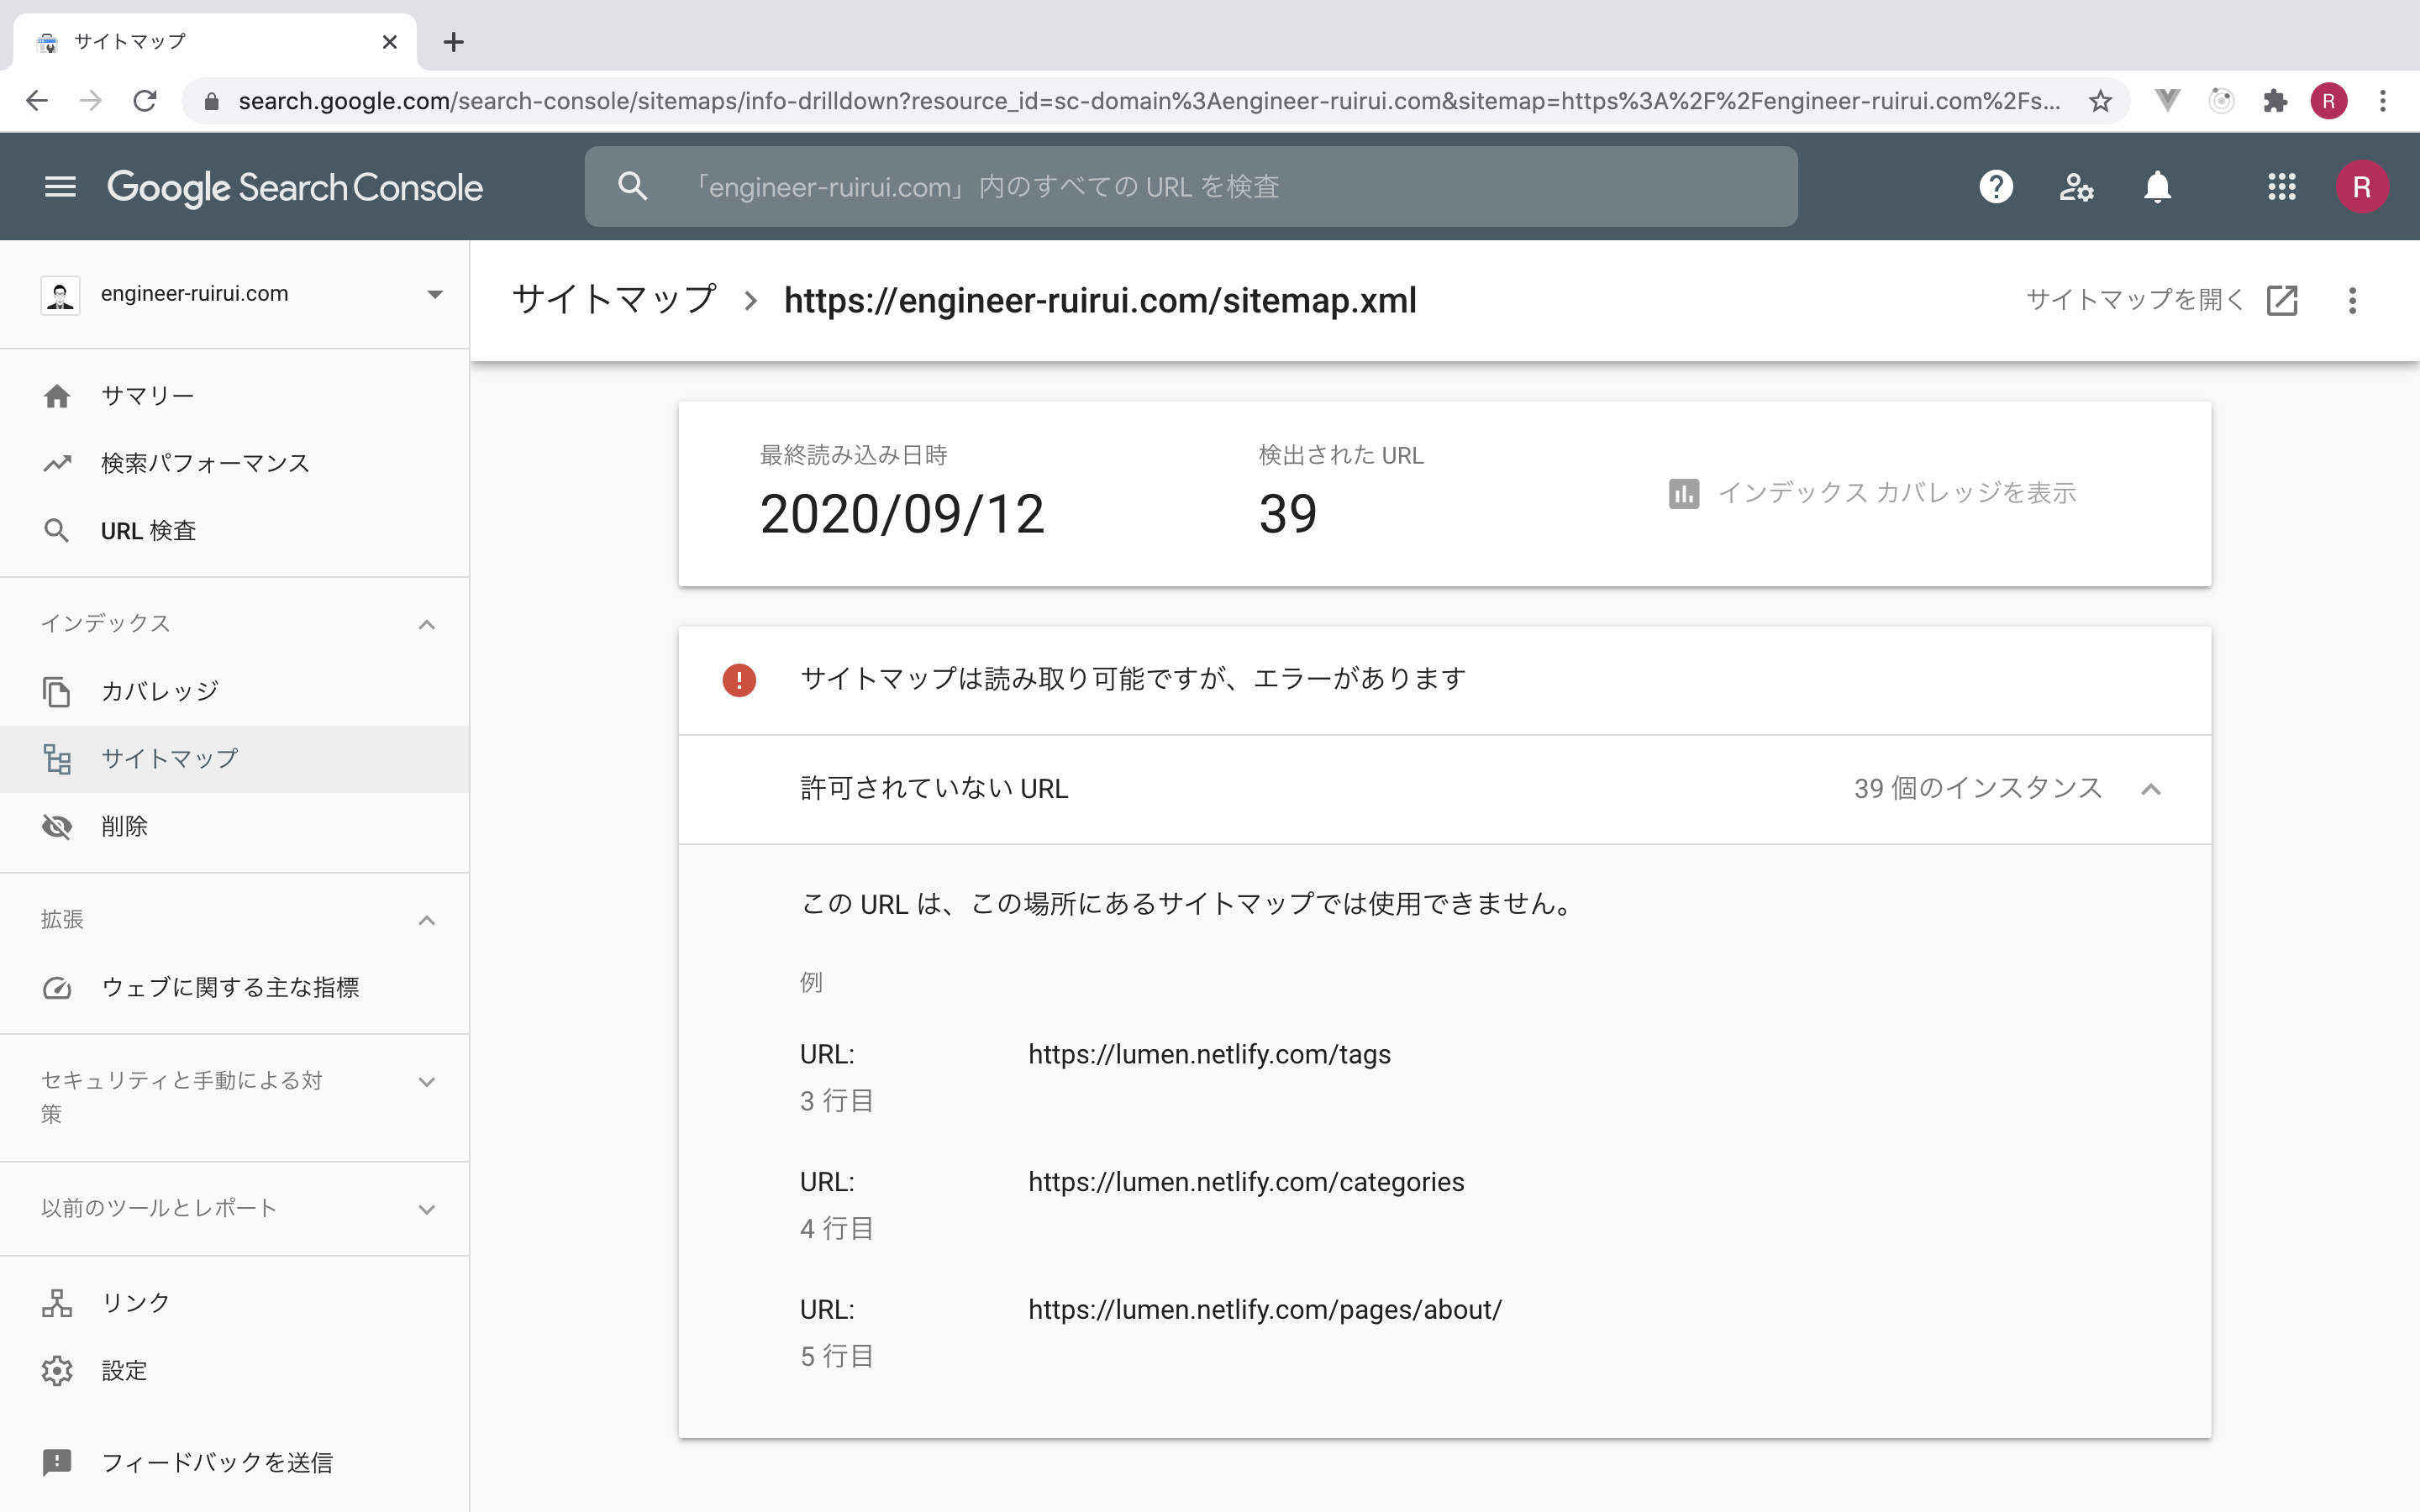 サイトマップ
search.google.com/search-console/sitemaps/info-drilldown?resource_id=sc-domain%3Aengineer-ruirui.com&sitemap=https%3A%2F%2Fengineer-ruirui.com%2Fs...
R
Google Search Console
「engineer-ruirui.com」内のすべての URL を検査
R
engineer-ruirui.com
サマリー
検索パフォーマンス
URL 検査
インデックス
カバレッジ
サイトマップ
削除
拡張
ウェブに関する主な指標
セキュリティと手動による対
策
以前のツールとレポート
リンク
設定
フィードバックを送信
サイトマップ › https://engineer-ruirui.com/sitemap.xml
サイトマップを開く
最終読み込み日時
2020/09/12
検出された URL
39
インデックス カバレッジを表示
サイトマップは読み取り可能ですが、エラーがあります
許可されていない URL
39 個のインスタンス
この URL は、この場所にあるサイトマップでは使用できません。
例
URL: https://lumen.netlify.com/tags
3 行目
URL: https://lumen.netlify.com/categories
4 行目
URL: https://lumen.netlify.com/pages/about/
5 行目